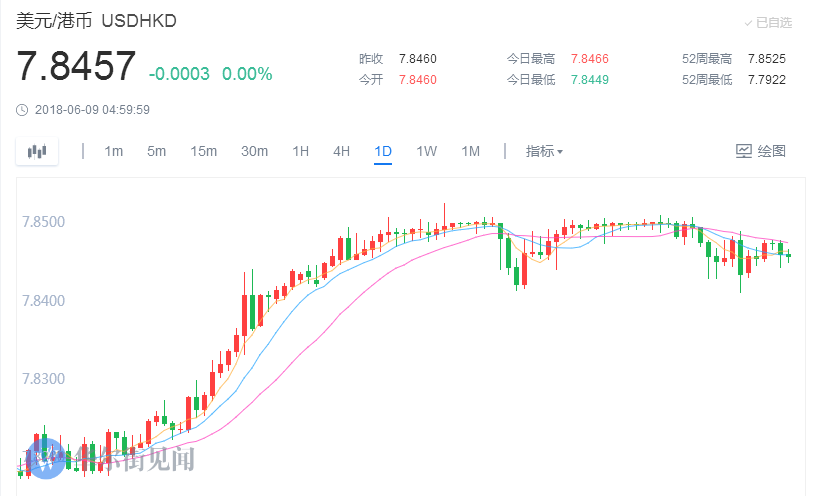 美元/港币 USDHKD
已自选
7.8457 -0.0003 0.00%
昨收 7.8460 今日最高 7.8466 52周最高 7.8525
今开 7.8460 今日最低 7.8449 52周最低 7.7922
2018-06-09 04:59:59
1m 5m 15m 30m 1H 4H 1D 1W 1M 指标 绘图
7.8500
7.8400
7.8300
华尔街见闻